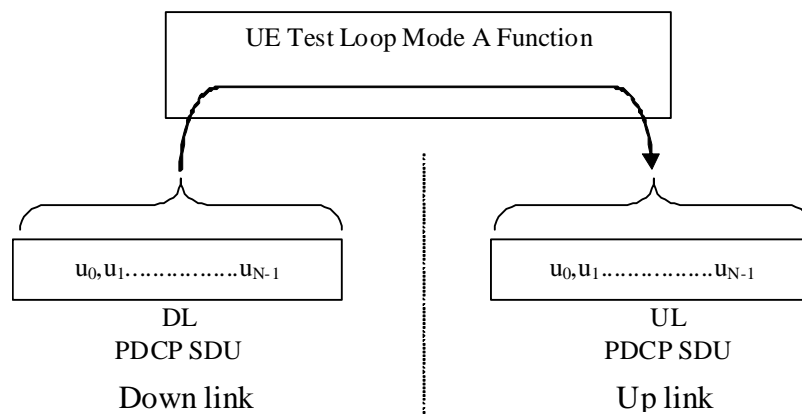 UE Test Loop Mode A Function
u0,u1.................uN-1
DL
PDCP SDU
Down link
u0,u1.................uN-1
UL
PDCP SDU
Up link